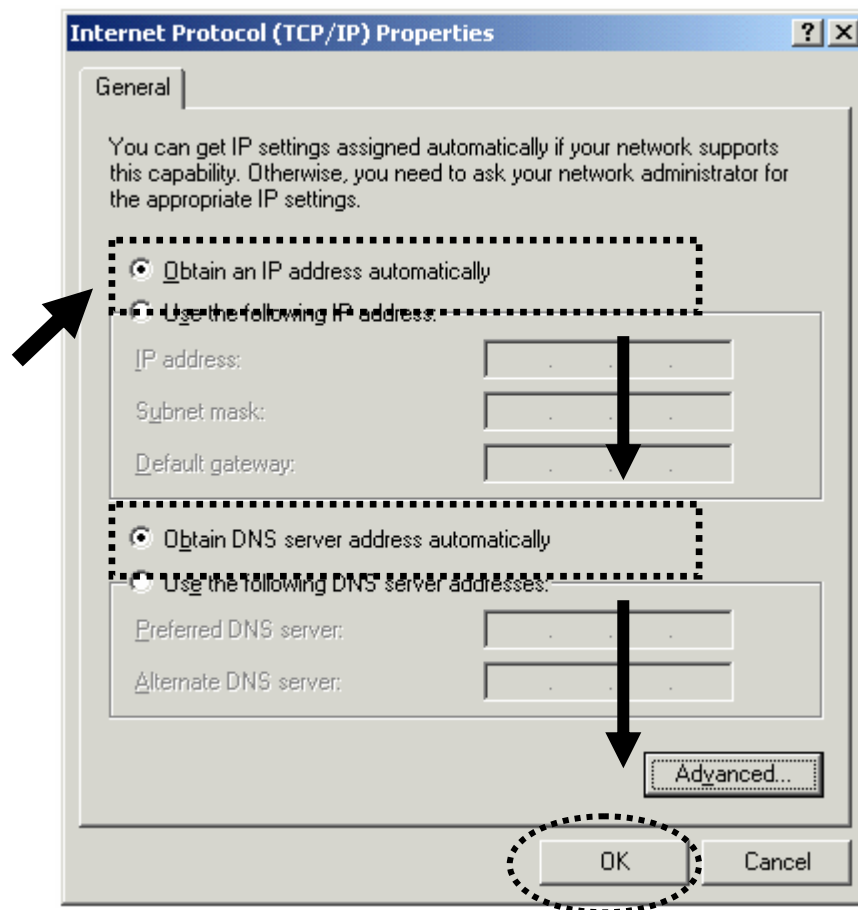 Internet Protocol (TCP/IP) Properties
General
You can get IP settings assigned automatically if your network supports
this capability. Otherwise, you need to ask your network administrator for
the appropriate IP settings.
Obtain an IP address automatically
Use the following IP address:
IP address:
Subnet mask:
Default gateway:
Obtain DNS server address automatically
Use the following DNS server addresses:
Preferred DNS server:
Alternate DNS server:
Advanced...
OK Cancel